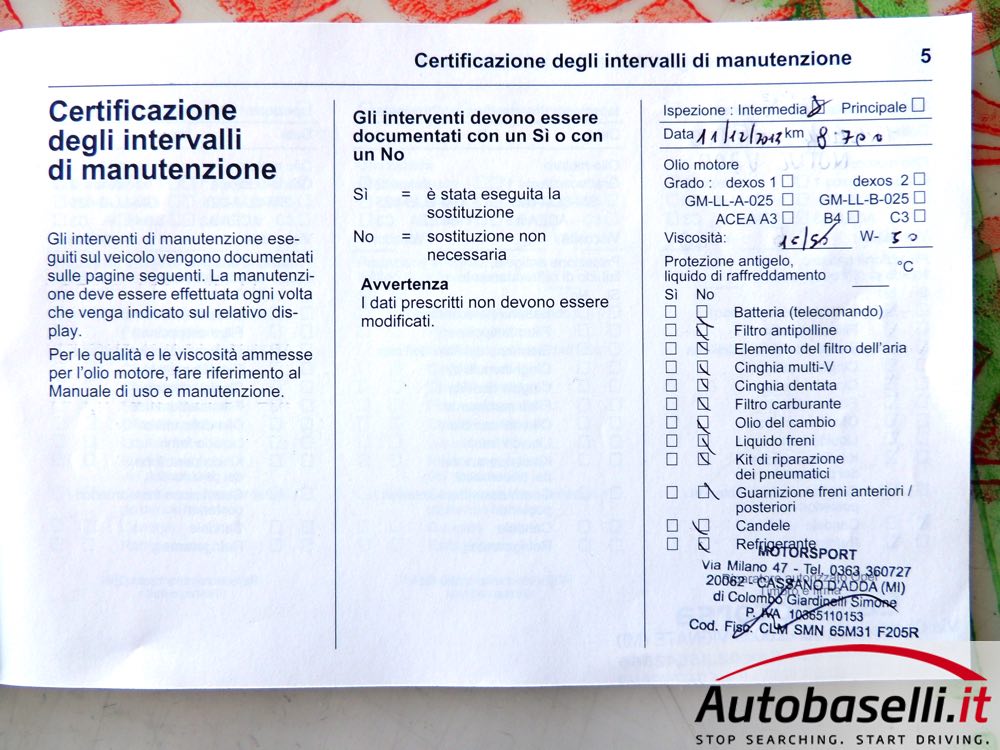 Certificazione degli intervalli di manutenzione 5
Certificazione
degli intervalli
di manutenzione
Gli interventi di manutenzione ese-
guiti sul veicolo vengono documentati
sulle pagine seguenti. La manutenzi-
one deve essere effettuata ogni volta
che venga indicato sul relativo dis-
play.
Per le qualità e le viscosità ammesse
per l'olio motore, fare riferimento al
Manuale di uso e manutenzione.
Gli interventi devono essere
documentati con un Sì o con
un No
Sì = è stata eseguita la
sostituzione
No = sostituzione non
necessaria
Avvertenza
I dati prescritti non devono essere
modificati.
Ispezione : Intermedia Principale
Data 11/12/2012 km 8.700
Olio motore
Grado : dexos 1 dexos 2
GM-LL-A-025 GM-LL-B-025
ACEA A3 B4 C3
Viscosità: W- 50
Protezione antigelo,
liquido di raffreddamento °C
Sì No
Batteria (telecomando)
Filtro antipolline
Elemento del filtro dell'aria
Cinghia multi-V
Cinghia dentata
Filtro carburante
Olio del cambio
Liquido freni
Kit di riparazione
dei pneumatici
Guarnizione freni anteriori /
posteriori
Candele
Refrigerante
MOTORSPORT
Via Milano 47 - Tel. 0363 360727
20062 - CASSANO D'ADDA (MI)
di Colombo Giardinelli Simone
P. IVA 10365110153
Cod. Fisc. CLM SMN 65M31 F205R
Autobaselli.it
STOP SEARCHING. START DRIVING.